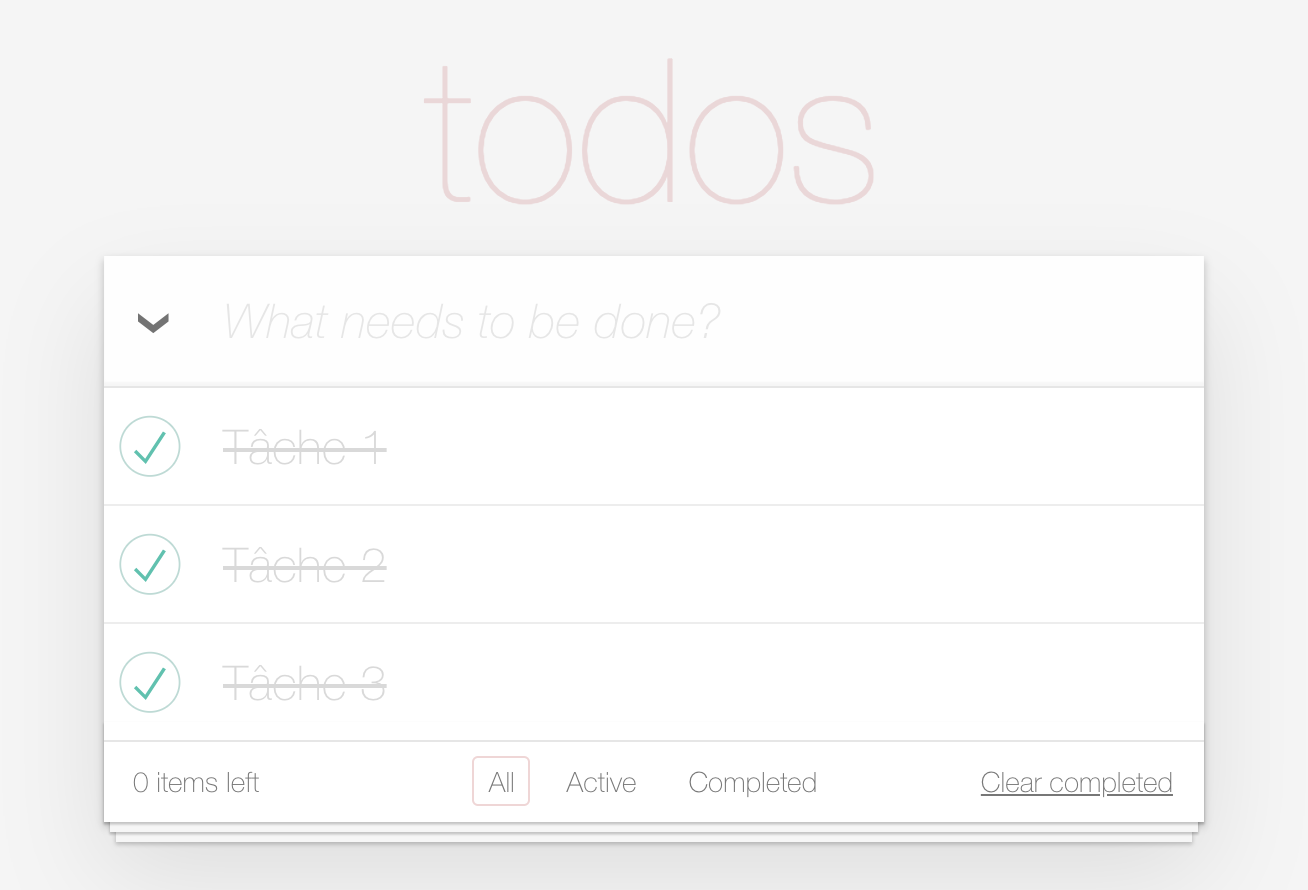 todos
What needs to be done?
Tâche 1
Tâche 2
Tâche 3
0 items left All Active Completed Clear completed